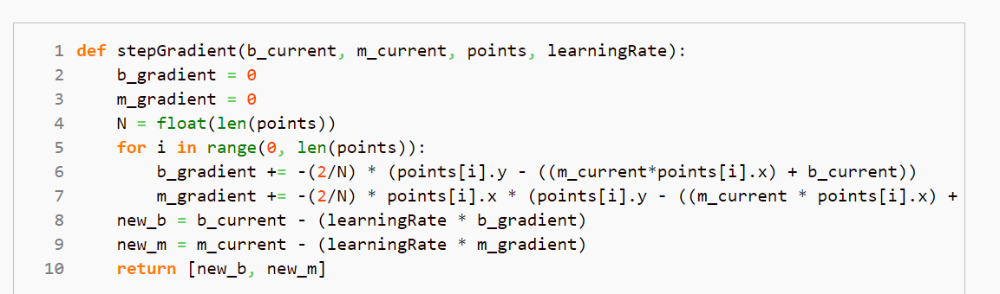 1 def stepGradient(b_current, m_current, points, learningRate):
2     b_gradient = 0
3     m_gradient = 0
4     N = float(len(points))
5     for i in range(0, len(points)):
6         b_gradient += -(2/N) * (points[i].y - ((m_current*points[i].x) + b_current))
7         m_gradient += -(2/N) * points[i].x * (points[i].y - ((m_current * points[i].x) +
8     new_b = b_current - (learningRate * b_gradient)
9     new_m = m_current - (learningRate * m_gradient)
10     return [new_b, new_m]